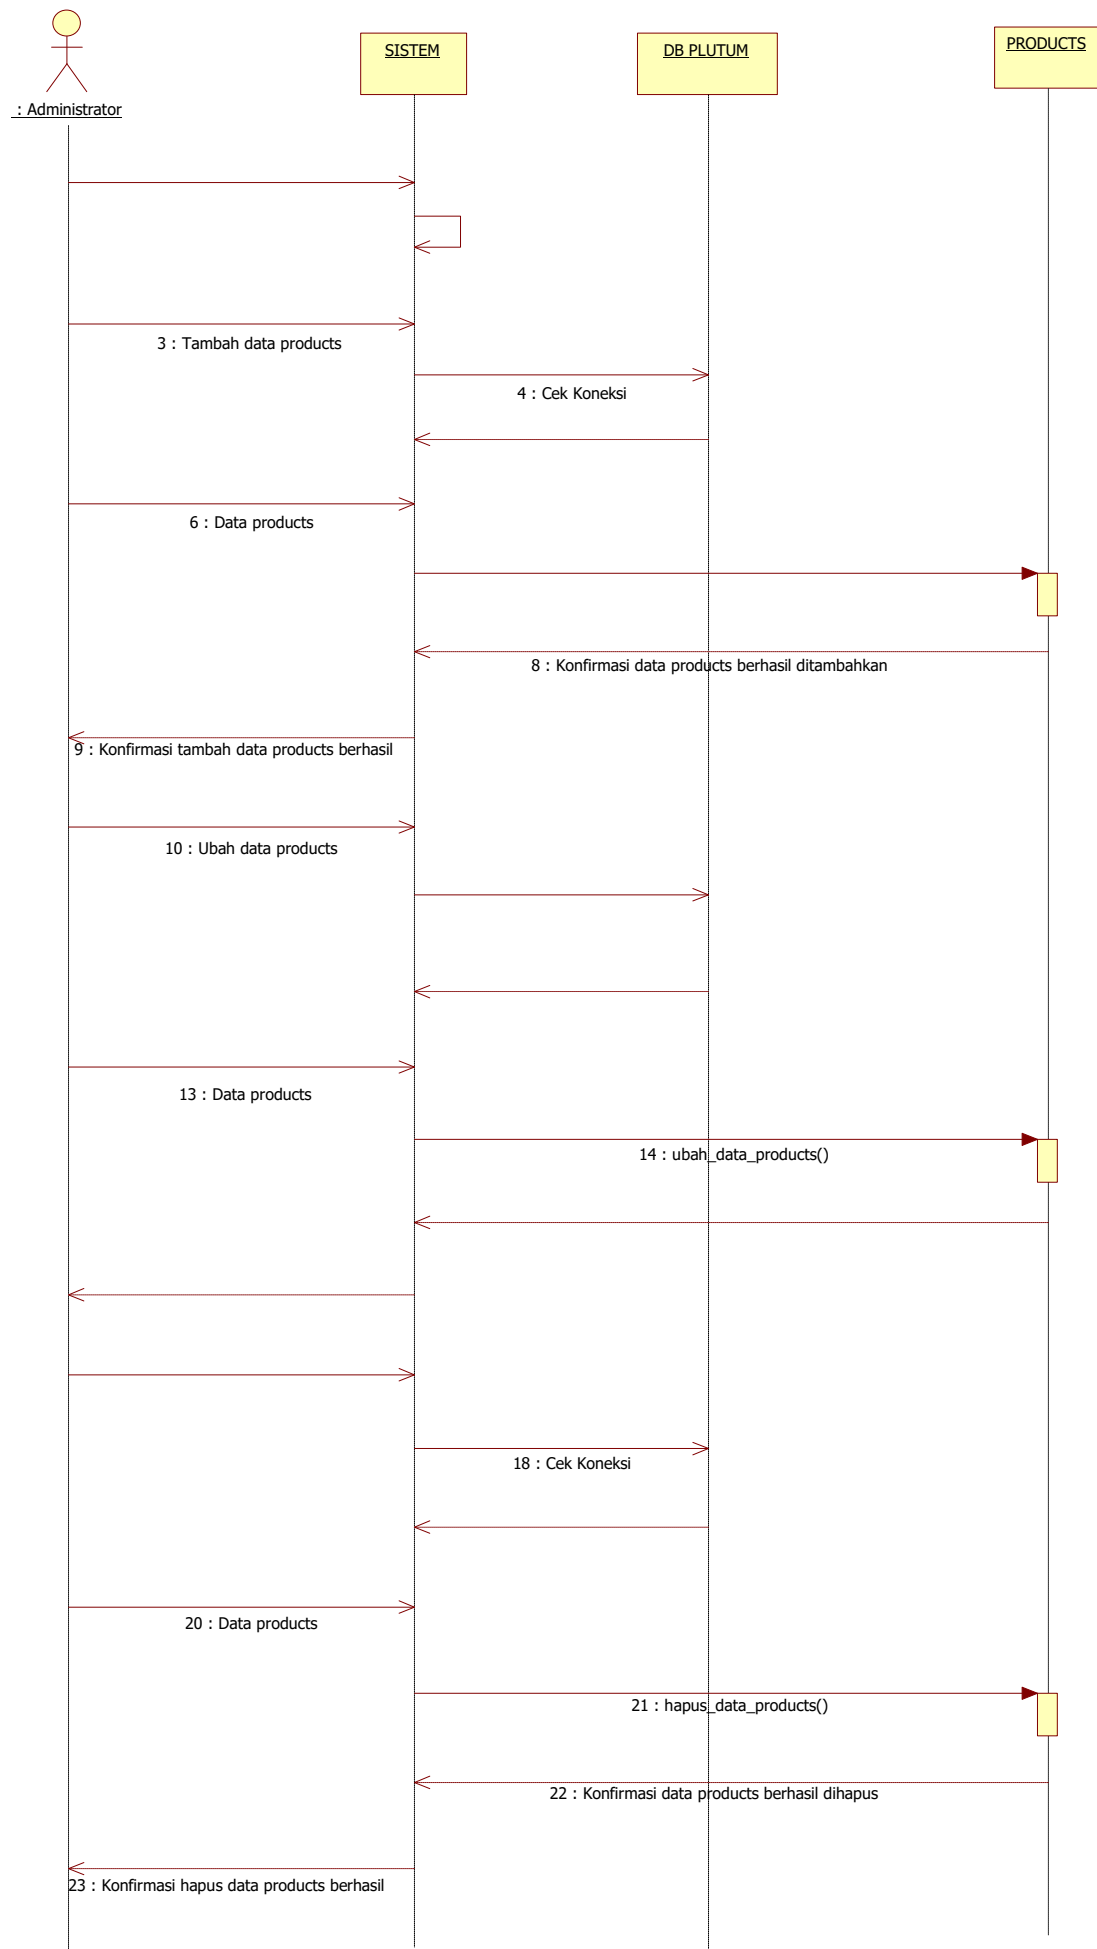 SISTEM
DB PLUTUM
PRODUCTS
: Administrator
3 : Tambah data products
4 : Cek Koneksi
6 : Data products
8 : Konfirmasi data products berhasil ditambahkan
9 : Konfirmasi tambah data products berhasil
10 : Ubah data products
13 : Data products
14 : ubah_data_products()
18 : Cek Koneksi
20 : Data products
21 : hapus_data_products()
22 : Konfirmasi data products berhasil dihapus
23 : Konfirmasi hapus data products berhasil